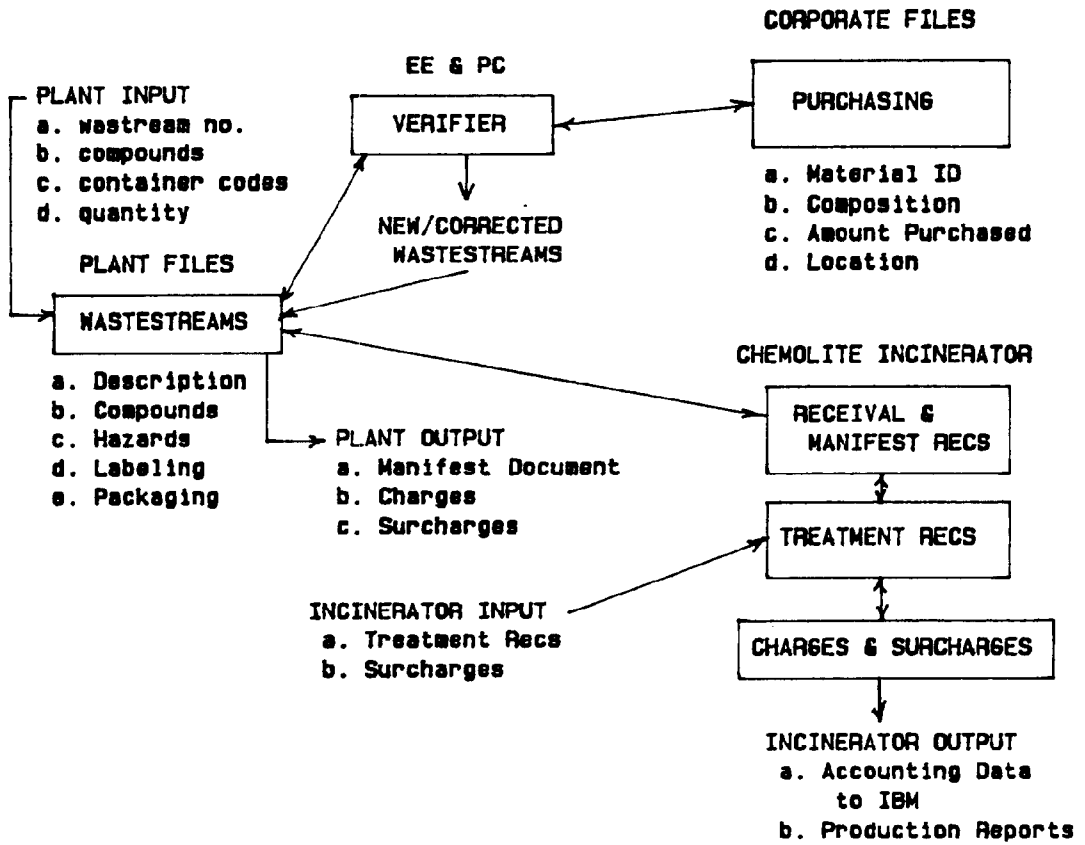 CORPORATE FILES
EE & PC
PURCHASING
VERIFIER
PLANT INPUT
a. wastream no.
b. compounds
c. container codes
d. quantity
a. Material ID
b. Composition
c. Amount Purchased
d. Location
NEW/CORRECTED
WASTESTREAMS
PLANT FILES
WASTESTREAMS
a. Description
b. Compounds
c. Hazards
d. Labeling
e. Packaging
PLANT OUTPUT
a. Manifest Document
b. Charges
c. Surcharges
CHEMOLITE INCINERATOR
RECEIVAL &
MANIFEST RECS
TREATMENT RECS
INCINERATOR INPUT
a. Treatment Recs
b. Surcharges
CHARGES & SURCHARGES
INCINERATOR OUTPUT
a. Accounting Data
to IBM
b. Production Reports